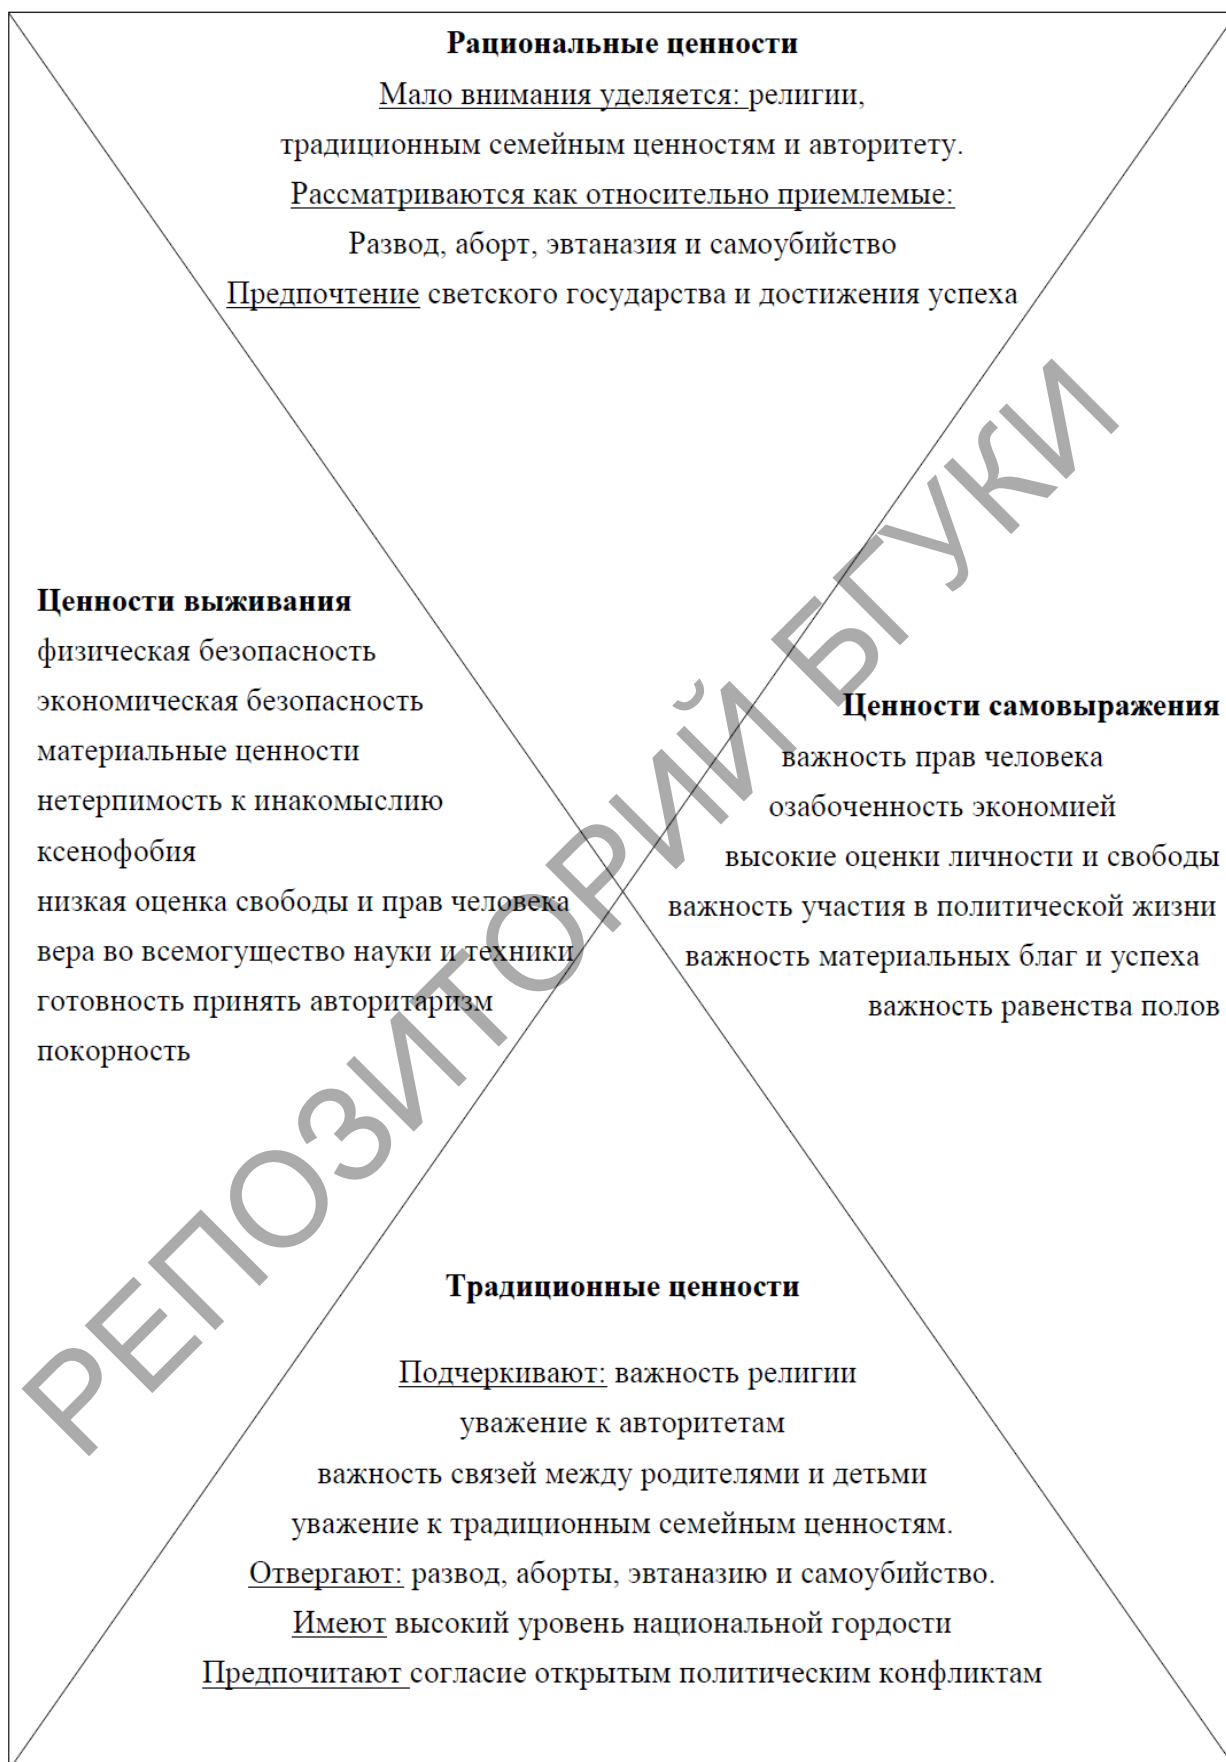 Рациональные ценности
Мало внимания уделяется: религии,
традиционным семейным ценностям и авторитету.
Рассматриваются как относительно приемлемые:
Развод, аборт, эвтаназия и самоубийство
Предпочтение светского государства и достижения успеха
Ценности выживания
физическая безопасность
экономическая безопасность
материальные ценности
нетерпимость к инакомыслию
ксенофобия
низкая оценка свободы и прав человека
вера во всемогущество науки и техники
готовность принять авторитаризм
покорность
Ценности самовыражения
важность прав человека
озабоченность экономией
высокие оценки личности и свободы
важность участия в политической жизни
важность материальных благ и успеха
важность равенства полов
Традиционные ценности
Подчеркивают: важность религии
уважение к авторитетам
важность связей между родителями и детьми
уважение к традиционным семейным ценностям.
Отвергают: развод, аборты, эвтаназию и самоубийство.
Имеют высокий уровень национальной гордости
Предпочитают согласие открытым политическим конфликтам
РЕПОЗИТОРИЙ БГУКИ